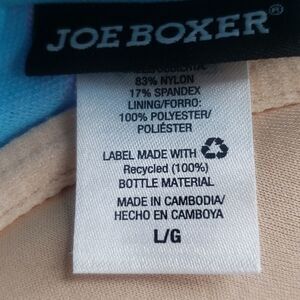 JOE BOXER®
83% NYLON
17% SPANDEX
LINING/FORRO:
100% POLYESTER/
POLIÉSTER
LABEL MADE WITH ♻
Recycled (100%)
BOTTLE MATERIAL
MADE IN CAMBODIA/
HECHO EN CAMBOYA
L/G